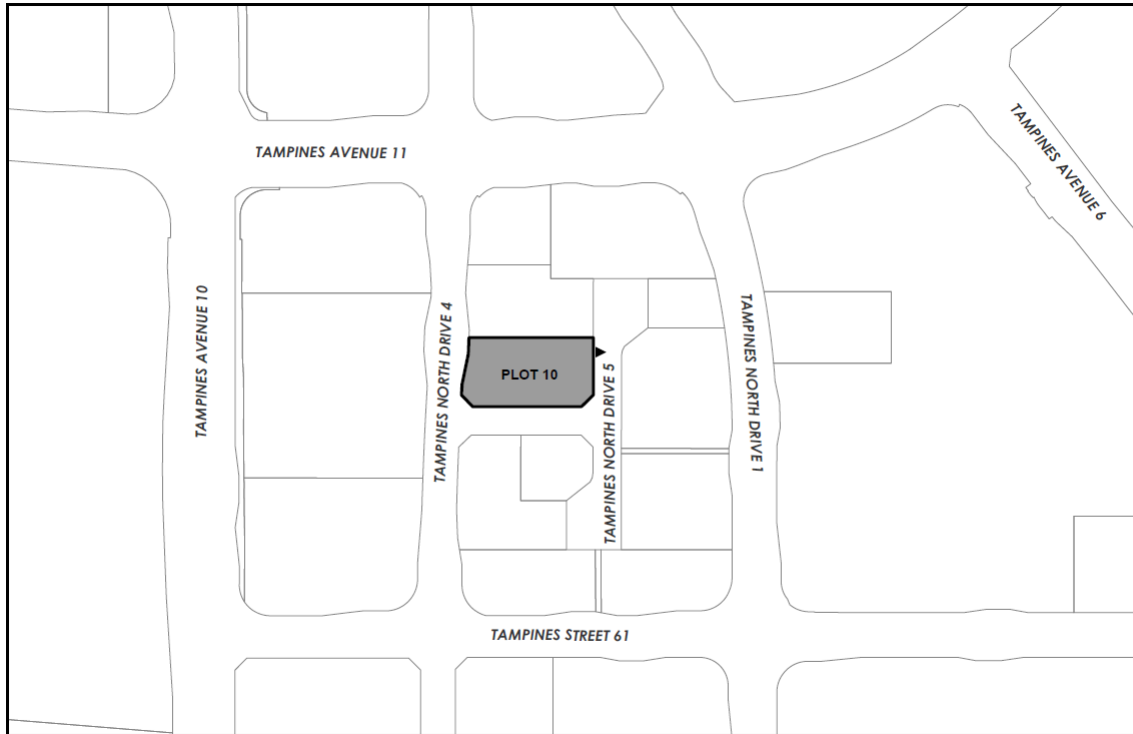 TAMPINES AVENUE 11
TAMPINES AVENUE 6
TAMPINES AVENUE 10
TAMPINES NORTH DRIVE 4
PLOT 10
TAMPINES NORTH DRIVE 5
TAMPINES NORTH DRIVE 1
TAMPINES STREET 61